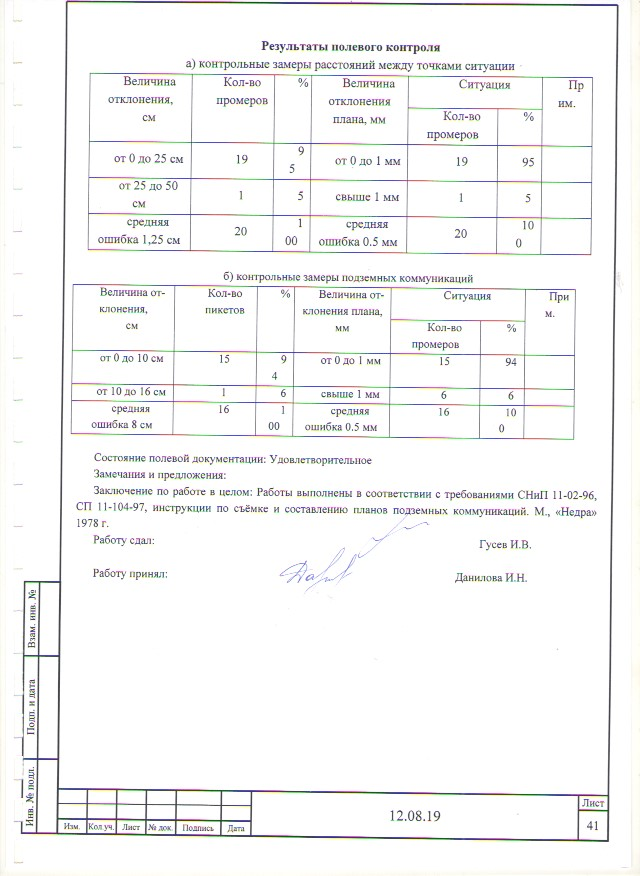 Результаты полевого контроля
а) контрольные замеры расстояний между точками ситуации
Величина отклонения, см | Кол-во промеров | % | Величина отклонения плана, мм | Ситуация | Прим.
Кол-во промеров | %
от 0 до 25 см | 19 | 95 | от 0 до 1 мм | 19 | 95
от 25 до 50 см | 1 | 5 | свыше 1 мм | 1 | 5
средняя ошибка 1,25 см | 20 | 100 | средняя ошибка 0.5 мм | 20 | 100
б) контрольные замеры подземных коммуникаций
Величина от-клонения, см | Кол-во пикетов | % | Величина от-клонения плана, мм | Ситуация | Прим.
Кол-во промеров | %
от 0 до 10 см | 15 | 94 | от 0 до 1 мм | 15 | 94
от 10 до 16 см | 1 | 6 | свыше 1 мм | 6 | 6
средняя ошибка 8 см | 16 | 100 | средняя ошибка 0.5 мм | 16 | 100
Состояние полевой документации: Удовлетворительное
Замечания и предложения:
Заключение по работе в целом: Работы выполнены в соответствии с требованиями СНиП 11-02-96,
СП 11-104-97, инструкции по съёмке и составлению планов подземных коммуникаций. М., «Недра»
1978 г.
Работу сдал: Гусев И.В.
Работу принял: Данилова И.Н.
Взам. инв. №
Подп. и дата
Инв. № подл.
Изм. | Кол уч. | Лист | № док. | Подпись | Дата
12.08.19
Лист
41